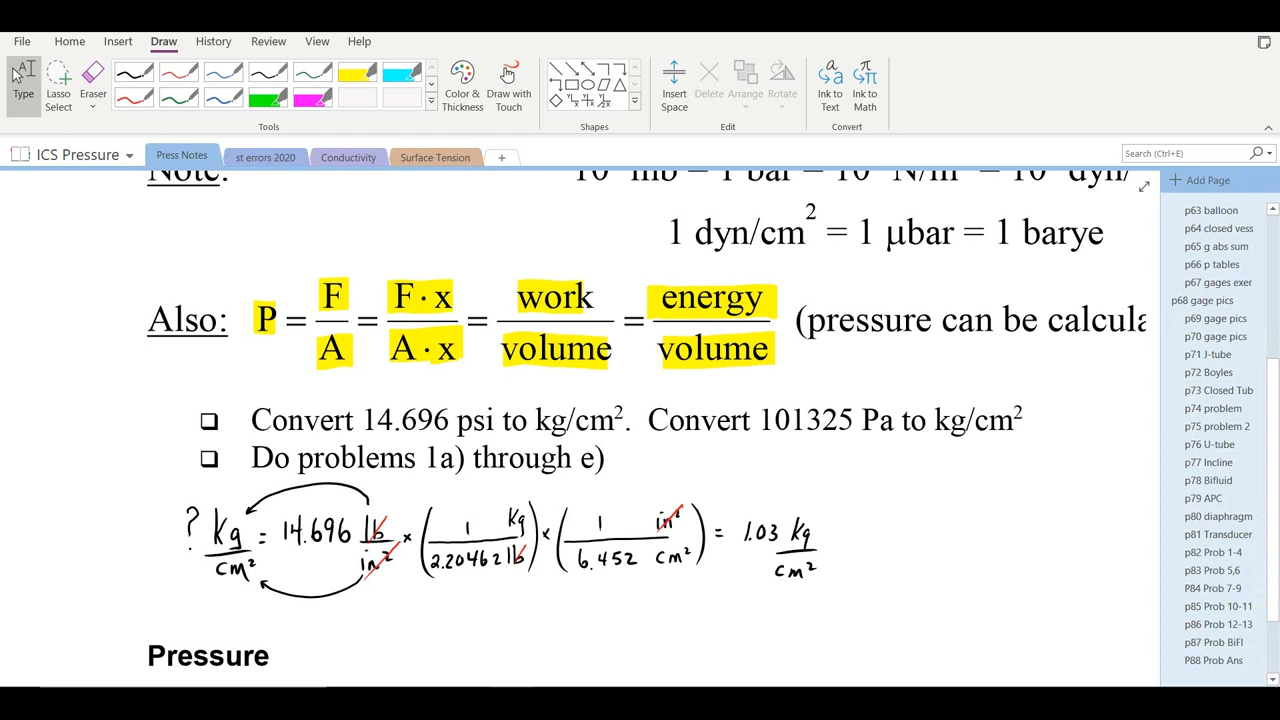 File Home Insert Draw History Review View Help
Type Lasso Select Eraser Color & Thickness Draw with Touch Insert Space Delete Arrange Rotate Ink to Text Ink to Math
Tools Shapes Edit Convert
ICS Pressure Press Notes st errors 2020 Conductivity Surface Tension + Search (Ctrl+E)
Note:
1 dyn/cm² = 1 μbar = 1 barye
Also: P = F/A = F · x/A · x = work/volume = energy/volume (pressure can be calcula
❑ Convert 14.696 psi to kg/cm². Convert 101325 Pa to kg/cm²
❑ Do problems 1a) through e)
? Kg/cm² = 14.696 lb/in² × (1 Kg/2.20462 lb) × (1 in²/6.452 cm²) = 1.03 Kg/cm²
Pressure
+ Add Page
p63 balloon
p64 closed vess
p65 g abs sum
p66 p tables
p67 gages exer
p68 gage pics
p69 gage pics
p70 gage pics
p71 J-tube
p72 Boyles
p73 Closed Tub
p74 problem
p75 problem 2
p76 U-tube
p77 Incline
p78 Bifluid
p79 APC
p80 diaphragm
p81 Transducer
p82 Prob 1-4
p83 Prob 5,6
P84 Prob 7-9
p85 Prob 10-11
p86 Prob 12-13
p87 Prob BiFl
P88 Prob Ans